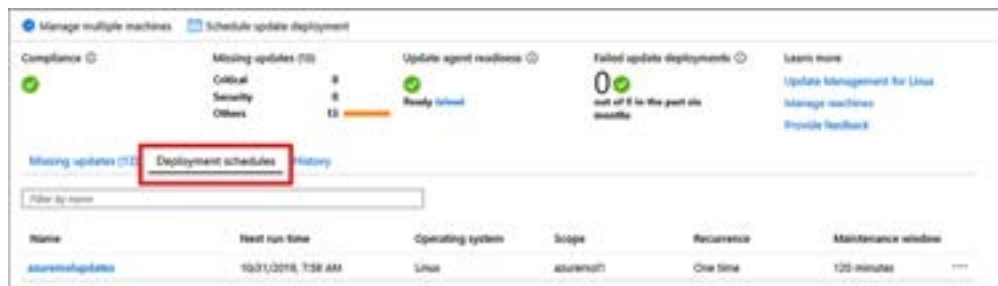 Manage multiple machines Schedule update deployment
Compliance Missing updates (13) Update agent readiness Failed update deployments Learn more
Critical 0 0 Update Management for Linux
Security 0 Ready out of 0 in the past six Manage machines
Others 13 months
Provide feedback
Missing updates (13) Deployment schedules History
Filter by name
Name Next run time Operating system Scope Recurrence Maintenance window
azuremolupdates 10/31/2019, 7:58 AM Linux azuremol1 One time 120 minutes ...